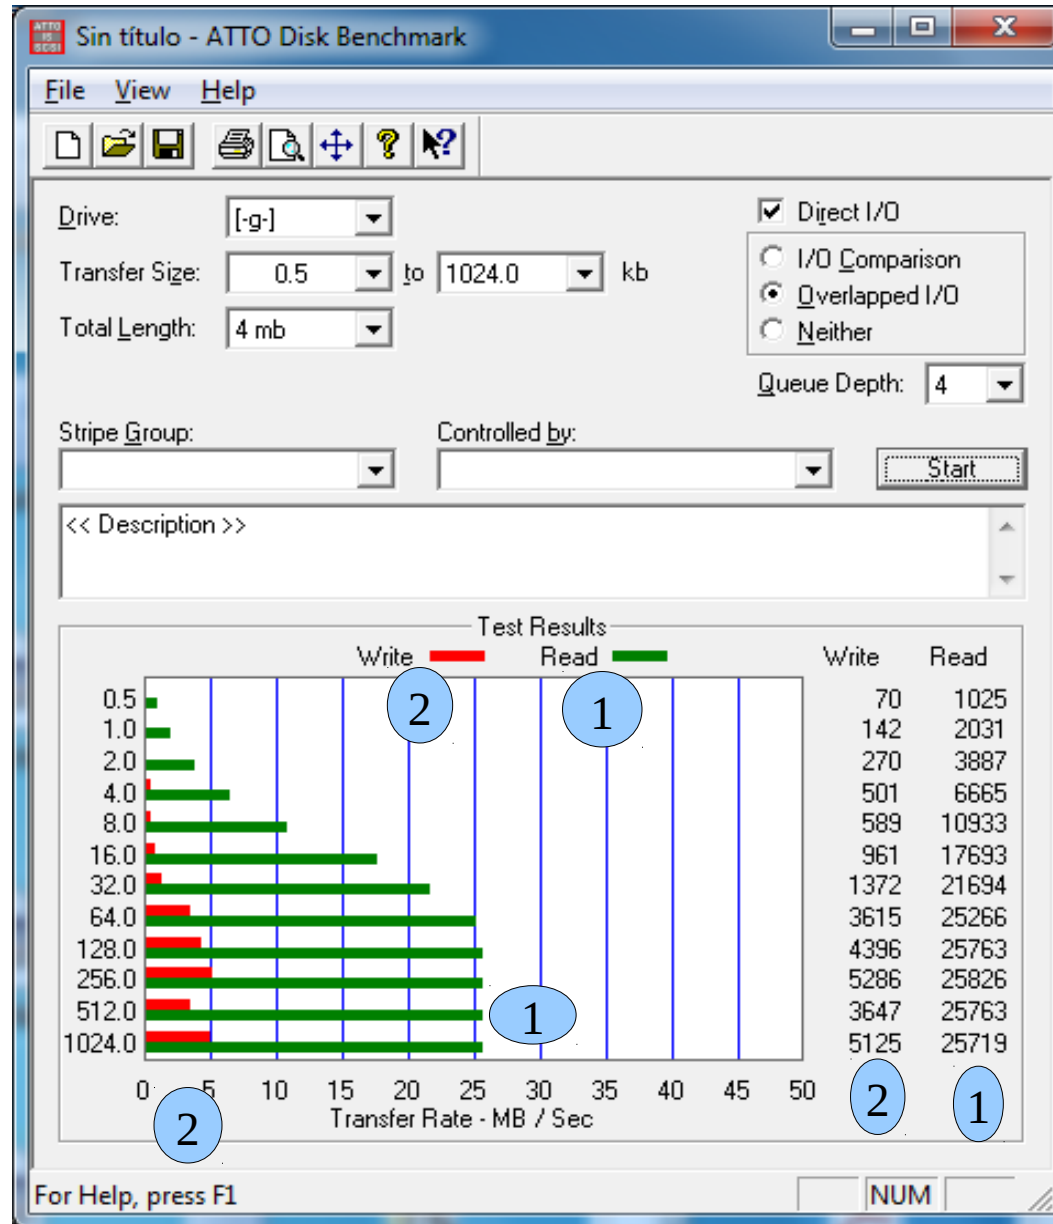 ATTO IS SCSI Sin título - ATTO Disk Benchmark
File View Help
Drive: [-g-] Direct I/O
Transfer Size: 0.5 to 1024.0 kb I/O Comparison
Overlapped I/O
Total Length: 4 mb Neither
Queue Depth: 4
Stripe Group: Controlled by:
Start
<< Description >>
Test Results
Write Read Write Read
2 1
0.5 70 1025
1.0 142 2031
2.0 270 3887
4.0 501 6665
8.0 589 10933
16.0 961 17693
32.0 1372 21694
64.0 3615 25266
128.0 4396 25763
256.0 5286 25826
512.0 1 3647 25763
1024.0 5125 25719
0 5 10 15 20 25 30 35 40 45 50
2 2 1
Transfer Rate - MB / Sec
For Help, press F1 NUM